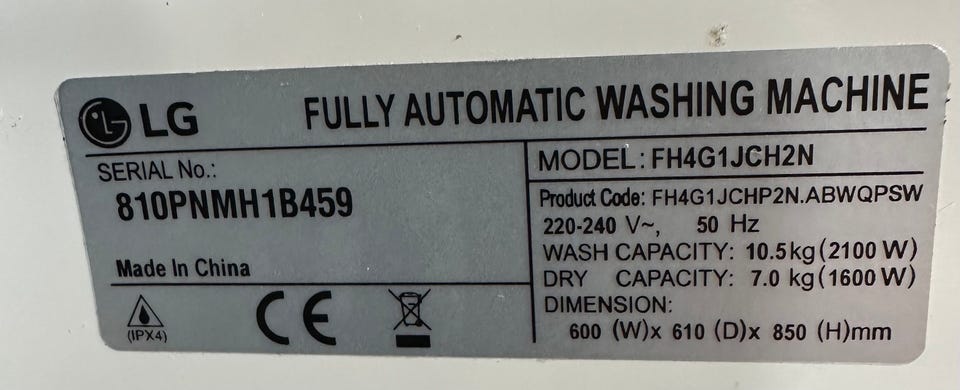 LG FULLY AUTOMATIC WASHING MACHINE
SERIAL No.:
810PNMH1B459
Made In China
(IPX4)
CE
MODEL: FH4G1JCH2N
Product Code: FH4G1JCHP2N.ABWQPSW
220-240 V~, 50 Hz
WASH CAPACITY: 10.5kg (2100 W)
DRY CAPACITY: 7.0 kg (1600 W)
DIMENSION:
600 (W)x 610 (D)x 850 (H)mm